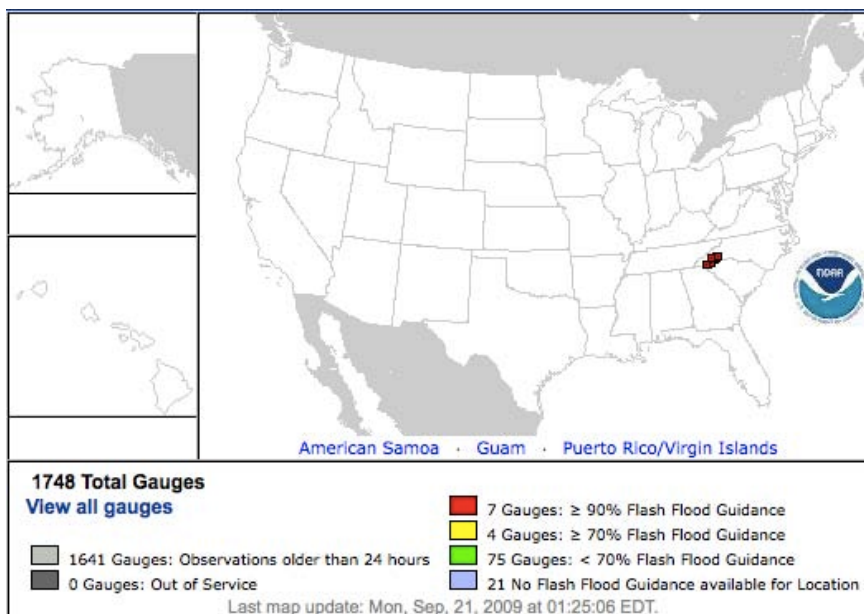 NOAA
American Samoa · Guam · Puerto Rico/Virgin Islands
1748 Total Gauges
View all gauges
1641 Gauges: Observations older than 24 hours
0 Gauges: Out of Service
7 Gauges: ≥ 90% Flash Flood Guidance
4 Gauges: ≥ 70% Flash Flood Guidance
75 Gauges: < 70% Flash Flood Guidance
21 No Flash Flood Guidance available for Location
Last map update: Mon, Sep, 21, 2009 at 01:25:06 EDT.